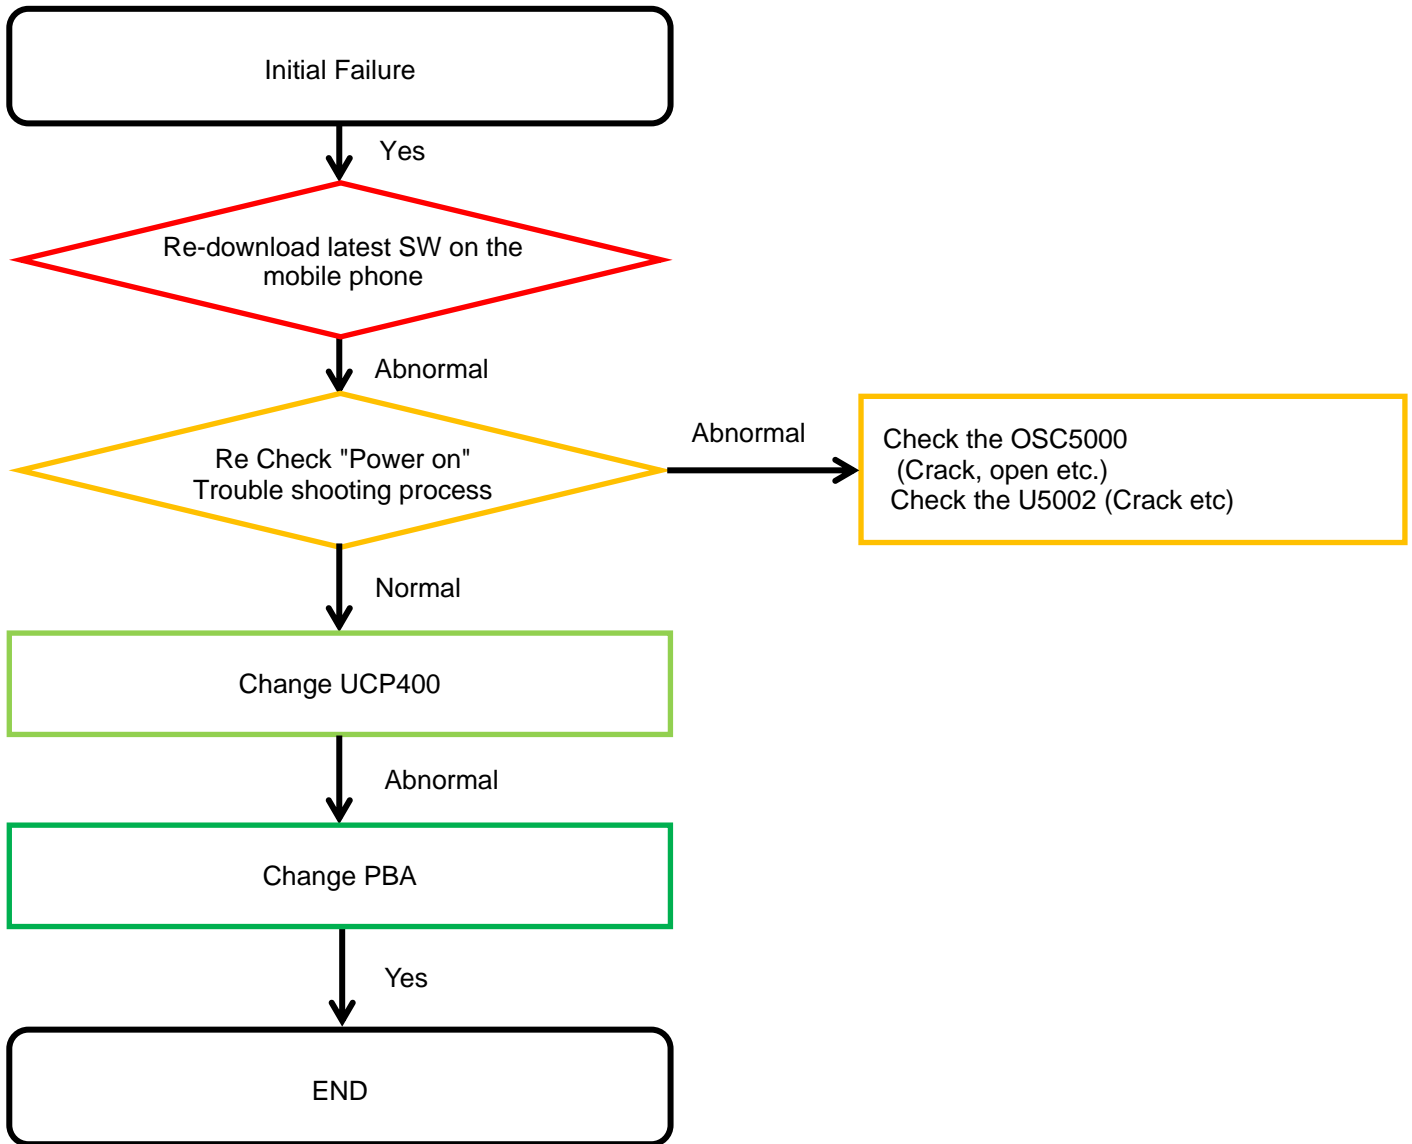 Initial Failure
Yes
Re-download latest SW on the
mobile phone
Abnormal
Re Check "Power on"
Trouble shooting process
Abnormal
Check the OSC5000
(Crack, open etc.)
Check the U5002 (Crack etc)
Normal
Change UCP400
Abnormal
Change PBA
Yes
END